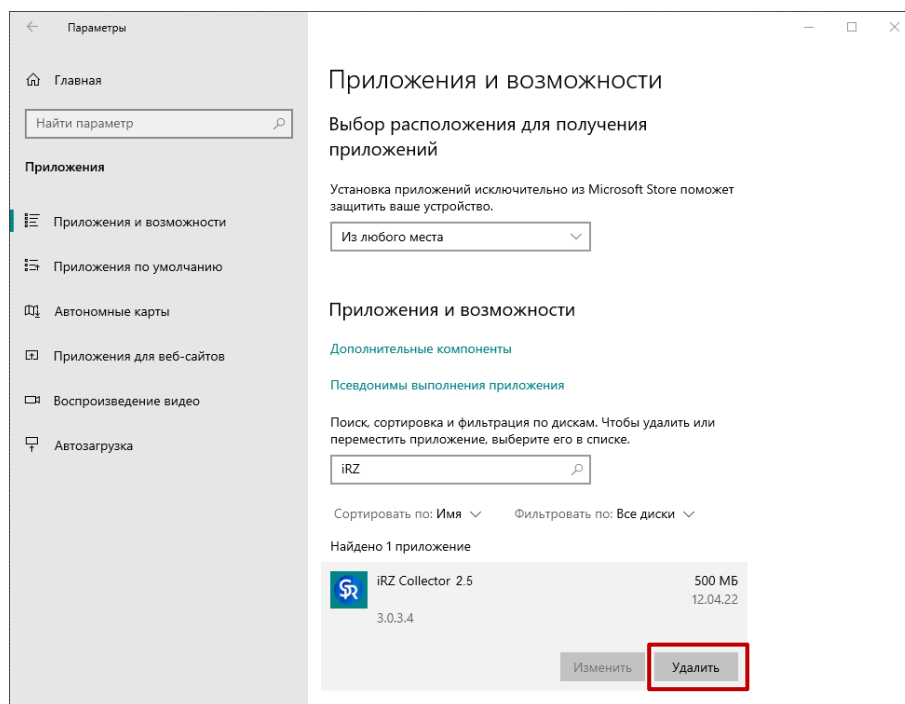 Параметры
Главная
Найти параметр
Приложения
Приложения и возможности
Приложения по умолчанию
Автономные карты
Приложения для веб-сайтов
Воспроизведение видео
Автозагрузка
Приложения и возможности
Выбор расположения для получения
приложений
Установка приложений исключительно из Microsoft Store поможет
защитить ваше устройство.
Из любого места
Приложения и возможности
Дополнительные компоненты
Псевдонимы выполнения приложения
Поиск, сортировка и фильтрация по дискам. Чтобы удалить или
переместить приложение, выберите его в списке.
iRZ
Сортировать по: Имя Фильтровать по: Все диски
Найдено 1 приложение
iRZ Collector 2.5 500 МБ
12.04.22
3.0.3.4
Изменить Удалить